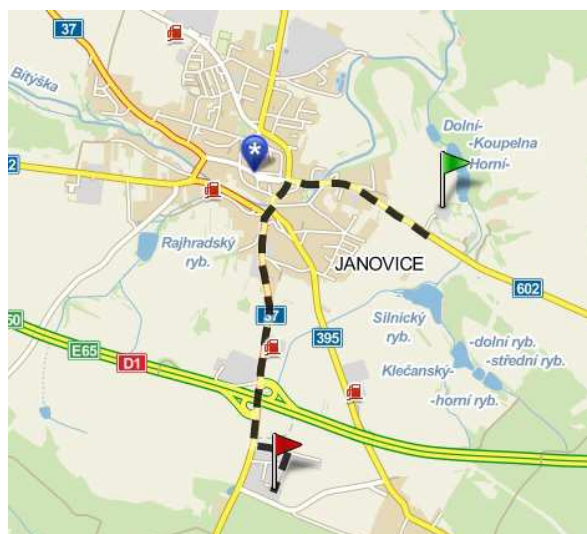 37
Bítýška
Dolní-
-Koupelna
Horní-
2
Rajhradský
ryb.
JANOVICE
602
37
Silnický
ryb.
-dolní ryb.
-střední ryb.
50
E65
D1
395
Klečanský-
-horní ryb.